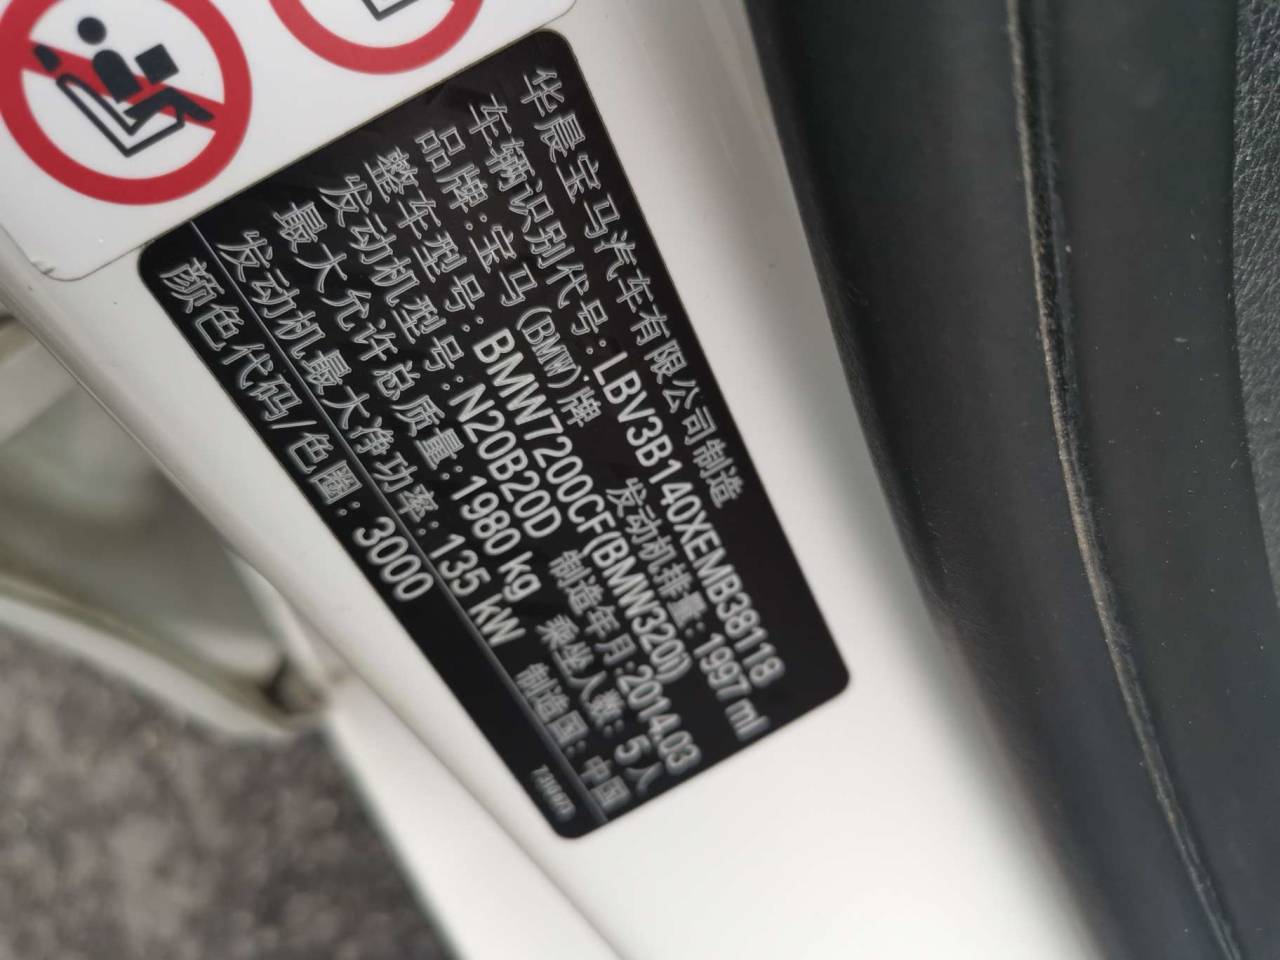 华晨宝马汽车有限公司制造
车辆识别代号:LBV3B140XEMB38118
品牌:宝马(BMW)牌 发动机排量:1997 ml
整车型号:BMW7200CF(BMW320i)
发动机型号:N20B20D 制造年月:2014.03
最大允许总质量:1980 kg 乘坐人数:5人
发动机最大净功率:135 kW 制造国:中国
颜色代码/色圈:3000